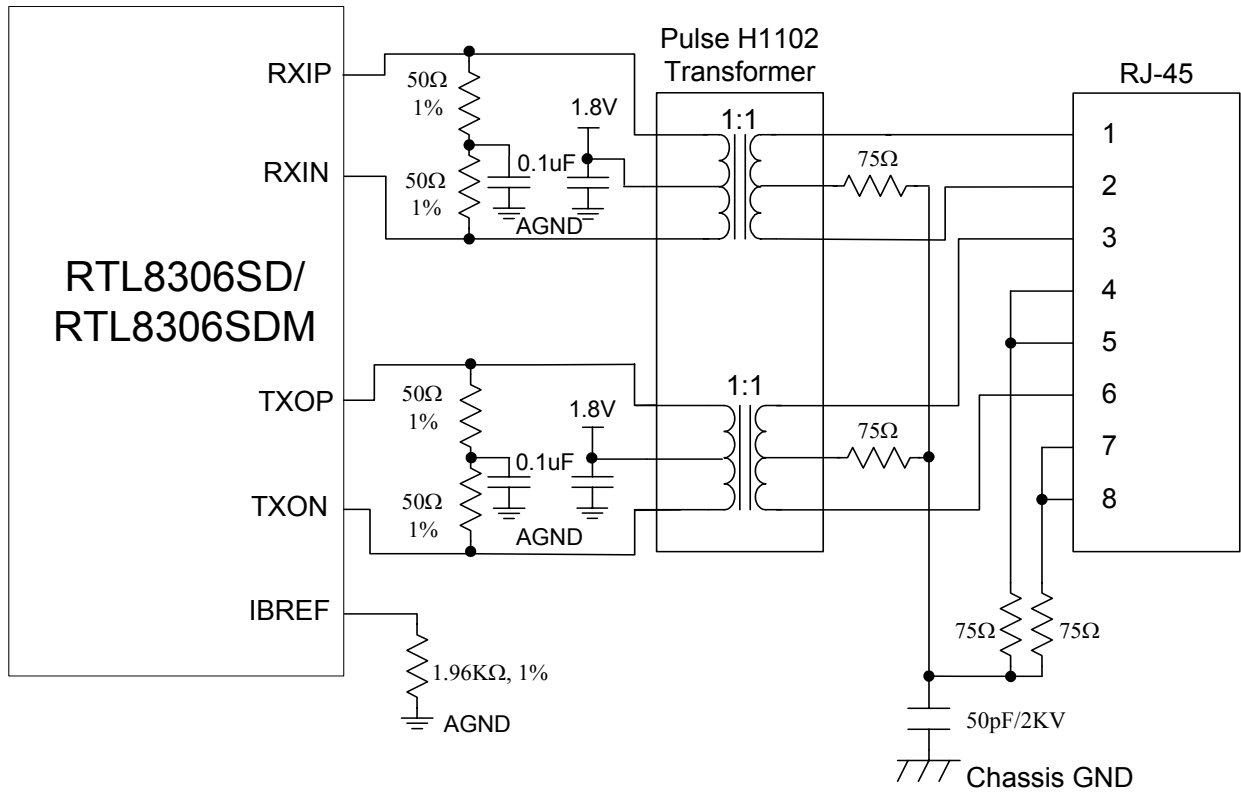 Pulse H1102
Transformer
RJ-45
RXIP
50Ω
1%
1.8V
1:1
1
75Ω
RXIN
50Ω
1%
0.1uF
AGND
2
3
RTL8306SD/
RTL8306SDM
4
5
TXOP
50Ω
1%
1.8V
1:1
6
75Ω
7
0.1uF
TXON
50Ω
1%
AGND
8
IBREF
1.96KΩ, 1%
AGND
75Ω
75Ω
50pF/2KV
Chassis GND